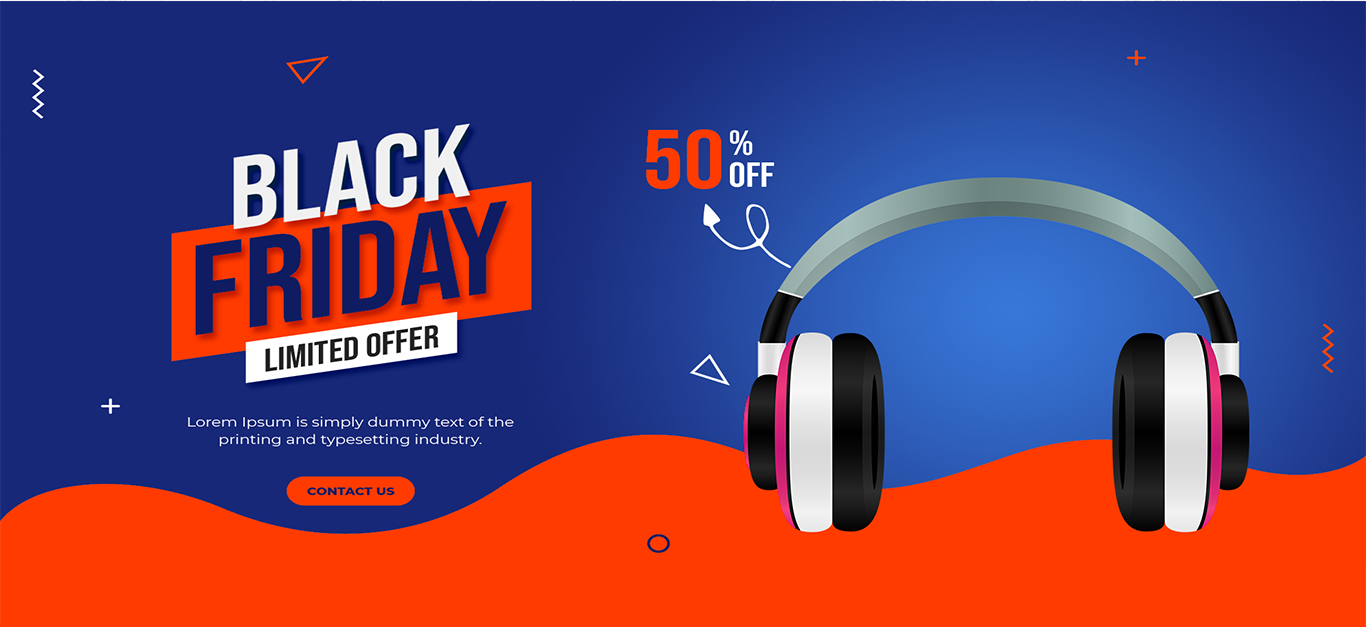 BLACK
FRIDAY
LIMITED OFFER
Lorem Ipsum is simply dummy text of the
printing and typesetting industry.
CONTACT US
50%
OFF